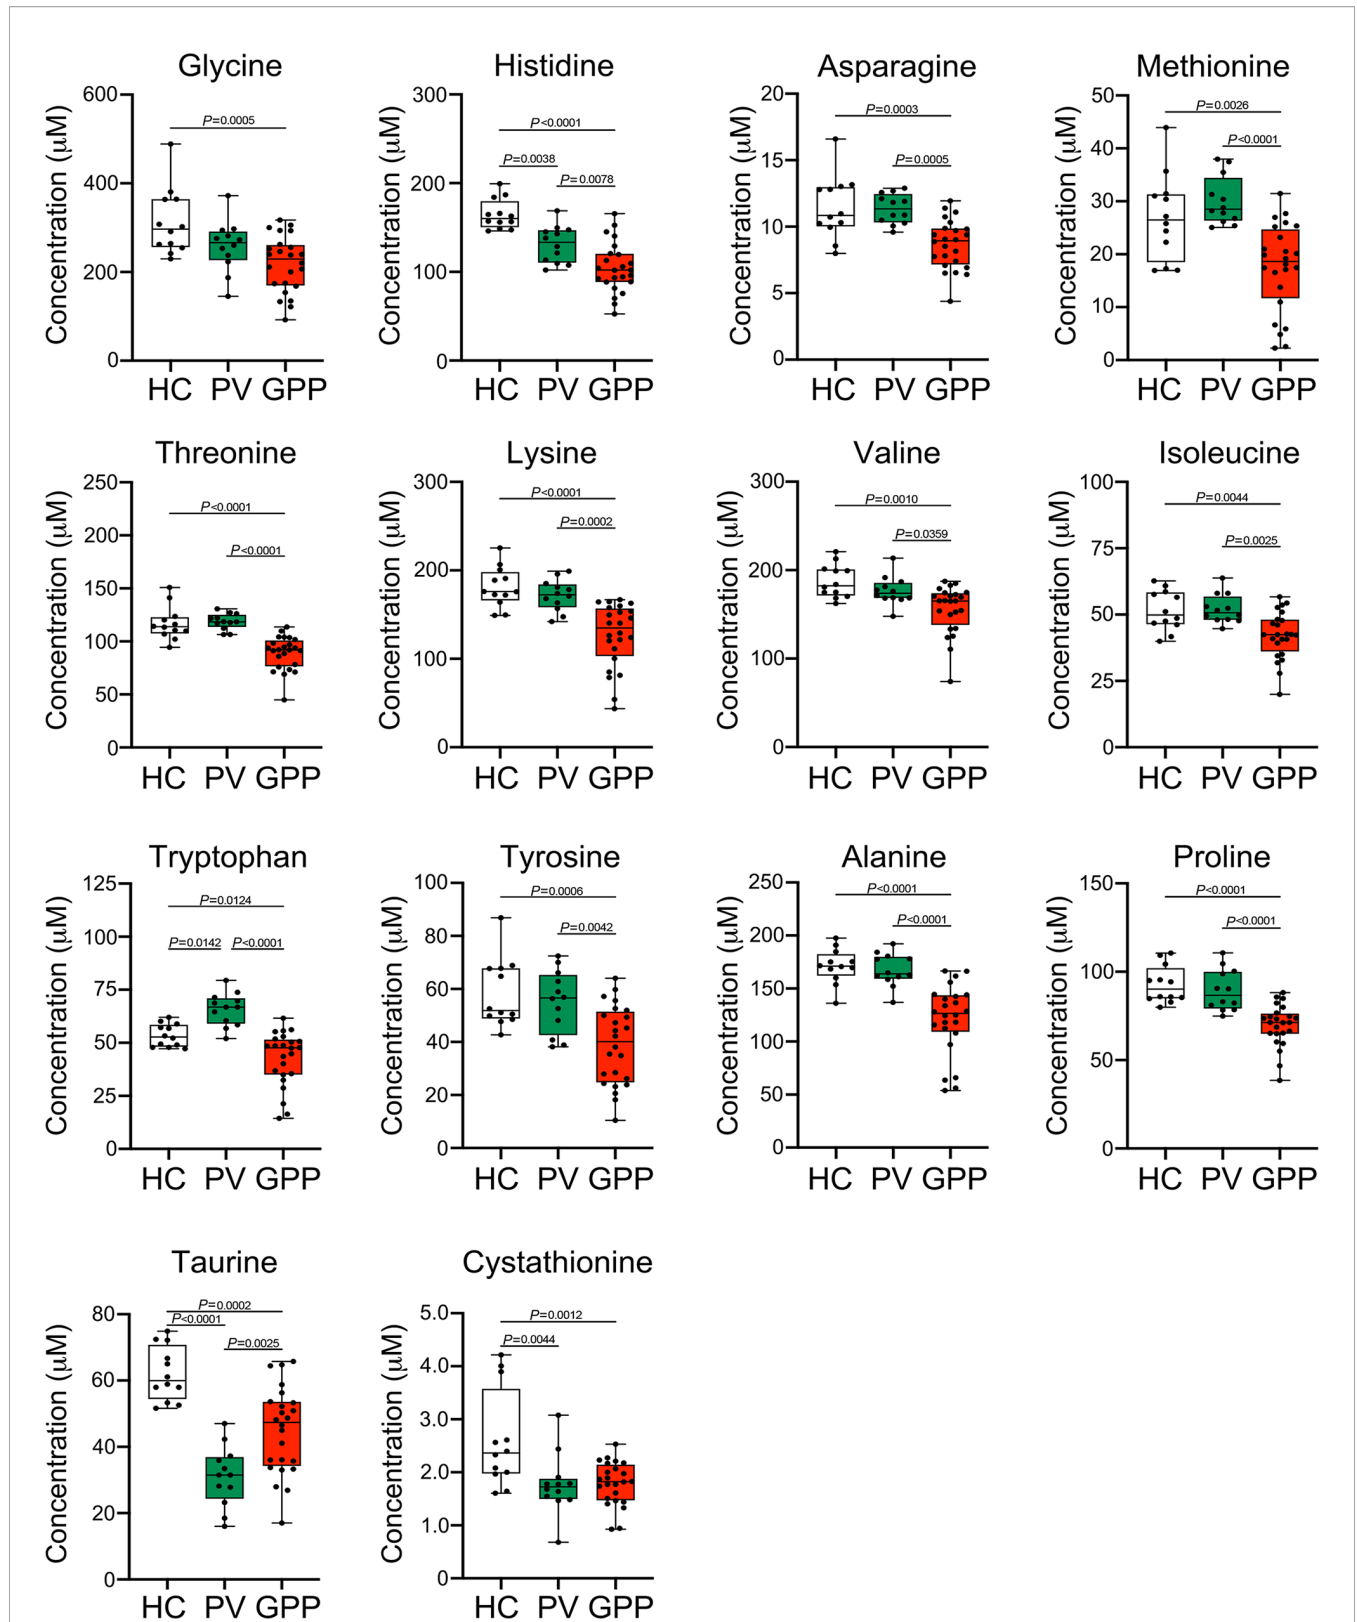 Glycine
Concentration (μM)
600
400
200
0
P=0.0005
HC PV GPP
Histidine
Concentration (μM)
300
200
100
0
P<0.0001
P=0.0038
P=0.0078
HC PV GPP
Asparagine
Concentration (μM)
20
15
10
5
0
P=0.0003
P=0.0005
HC PV GPP
Methionine
Concentration (μM)
50
40
30
20
10
0
P=0.0026
P<0.0001
HC PV GPP
Threonine
Concentration (μM)
250
200
150
100
50
0
P<0.0001
P<0.0001
HC PV GPP
Lysine
Concentration (μM)
300
200
100
0
P<0.0001
P=0.0002
HC PV GPP
Valine
Concentration (μM)
300
200
100
0
P=0.0010
P=0.0359
HC PV GPP
Isoleucine
Concentration (μM)
100
75
50
25
0
P=0.0044
P=0.0025
HC PV GPP
Tryptophan
Concentration (μM)
125
100
75
50
25
0
P=0.0124
P=0.0142
P<0.0001
HC PV GPP
Tyrosine
Concentration (μM)
100
80
60
40
20
0
P=0.0006
P=0.0042
HC PV GPP
Alanine
Concentration (μM)
250
200
150
100
50
0
P<0.0001
P<0.0001
HC PV GPP
Proline
Concentration (μM)
150
100
50
0
P<0.0001
P<0.0001
HC PV GPP
Taurine
Concentration (μM)
80
60
40
20
0
P=0.0002
P<0.0001
P=0.0025
HC PV GPP
Cystathionine
Concentration (μM)
5.0
4.0
3.0
2.0
1.0
0
P=0.0012
P=0.0044
HC PV GPP